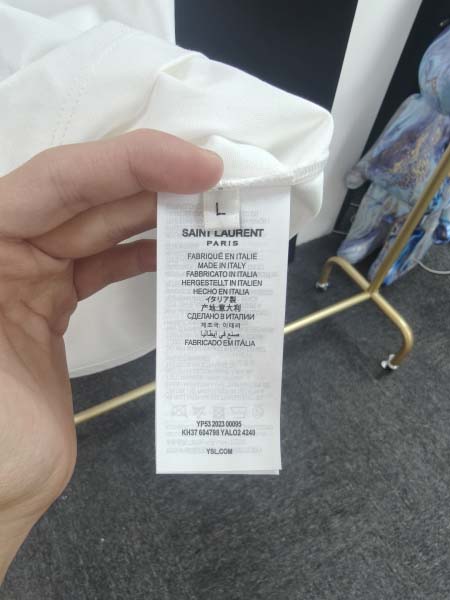 L
SAINT LAURENT
PARIS
FABRIQUÉ EN ITALIE
MADE IN ITALY
FABBRICATO IN ITALIA
HERGESTELLT IN ITALIEN
HECHO EN ITALIA
イタリア製
产地:意大利
СДЕЛАНО В ИТАЛИИ
제조국: 이태리
صنع في إيطاليا
FABRICADO EM ITÁLIA
YP53 2023 00095
KH37 604798 YALO2 4240
YSL.COM